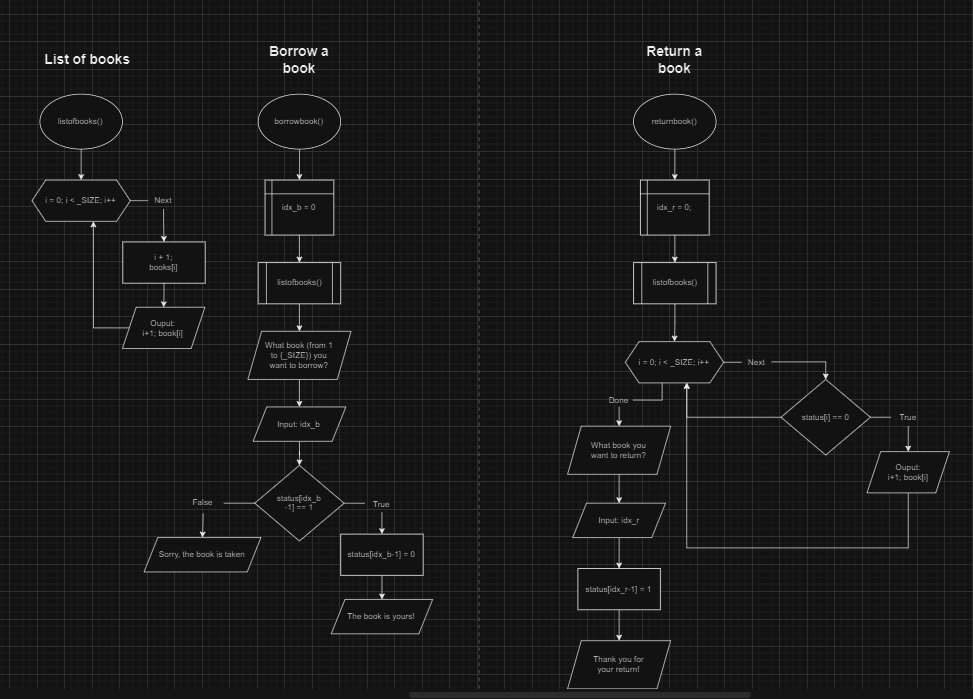 List of books
listofbooks()
i = 0; i < _SIZE; i++
Next
i + 1;
books[i]
Ouput:
i+1; book[i]
Borrow a
book
borrowbook()
idx_b = 0
listofbooks()
What book (from 1
to {_SIZE}) you
want to borrow?
Input: idx_b
status[idx_b
-1] == 1
False
True
Sorry, the book is taken
status[idx_b-1] = 0
The book is yours!
Return a
book
returnbook()
idx_r = 0;
listofbooks()
i = 0; i < _SIZE; i++
Next
status[i] == 0
True
Ouput:
i+1; book[i]
Done
What book you
want to return?
Input: idx_r
status[idx_r-1] = 1
Thank you for
your return!